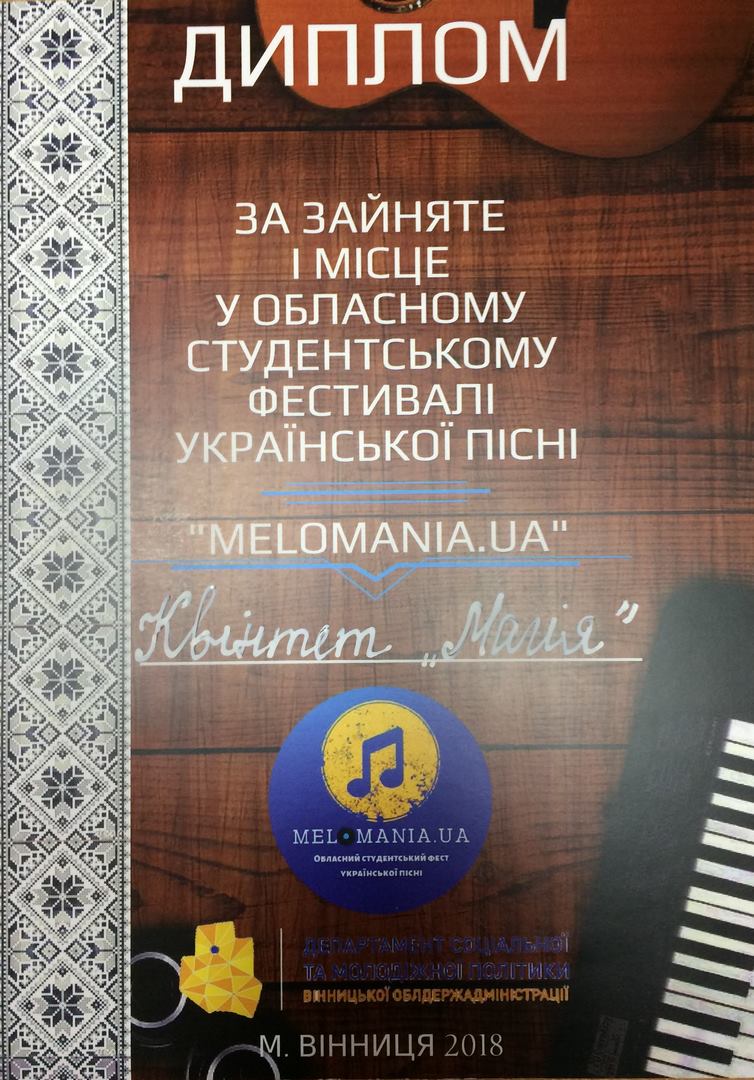 ДИПЛОМ
ЗА ЗАЙНЯТЕ
І МІСЦЕ
У ОБЛАСНОМУ
СТУДЕНТСЬКОМУ
ФЕСТИВАЛІ
УКРАЇНСЬКОЇ ПІСНІ
"MELOMANIA.UA"
Квінтет „Магія”
MELOMANIA.UA
ОБЛАСНИЙ СТУДЕНТСЬКИЙ ФЕСТ
УКРАЇНСЬКОЇ ПІСНІ
ДЕПАРТАМЕНТ СОЦІАЛЬНОЇ
ТА МОЛОДІЖНОЇ ПОЛІТИКИ
ВІННИЦЬКОЇ ОБЛДЕРЖАДМІНІСТРАЦІЇ
М. ВІННИЦЯ 2018